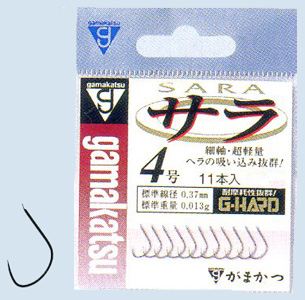 gamakatsu
gamakatsu
SARA
サラ
細軸・超軽量
ヘラの吸い込み抜群!
4号
11本入
標準線径 0.37mm
標準重量 0.013g
耐摩耗性抜群!
G-HARD
gamakatsu
がまかつ